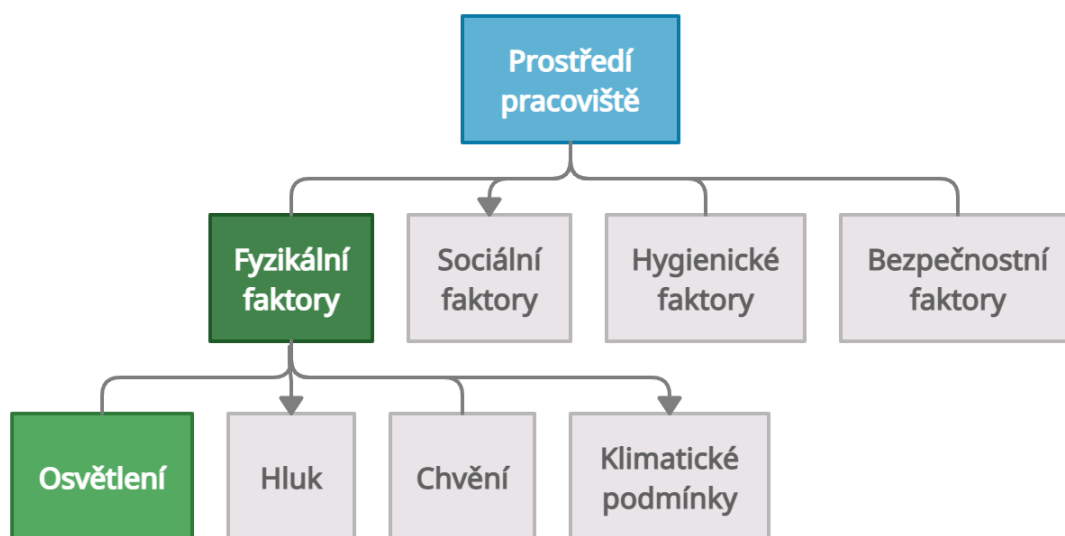 Prostředí
pracoviště
Fyzikální
faktory
Sociální
faktory
Hygienické
faktory
Bezpečnostní
faktory
Osvětlení
Hluk
Chvění
Klimatické
podmínky